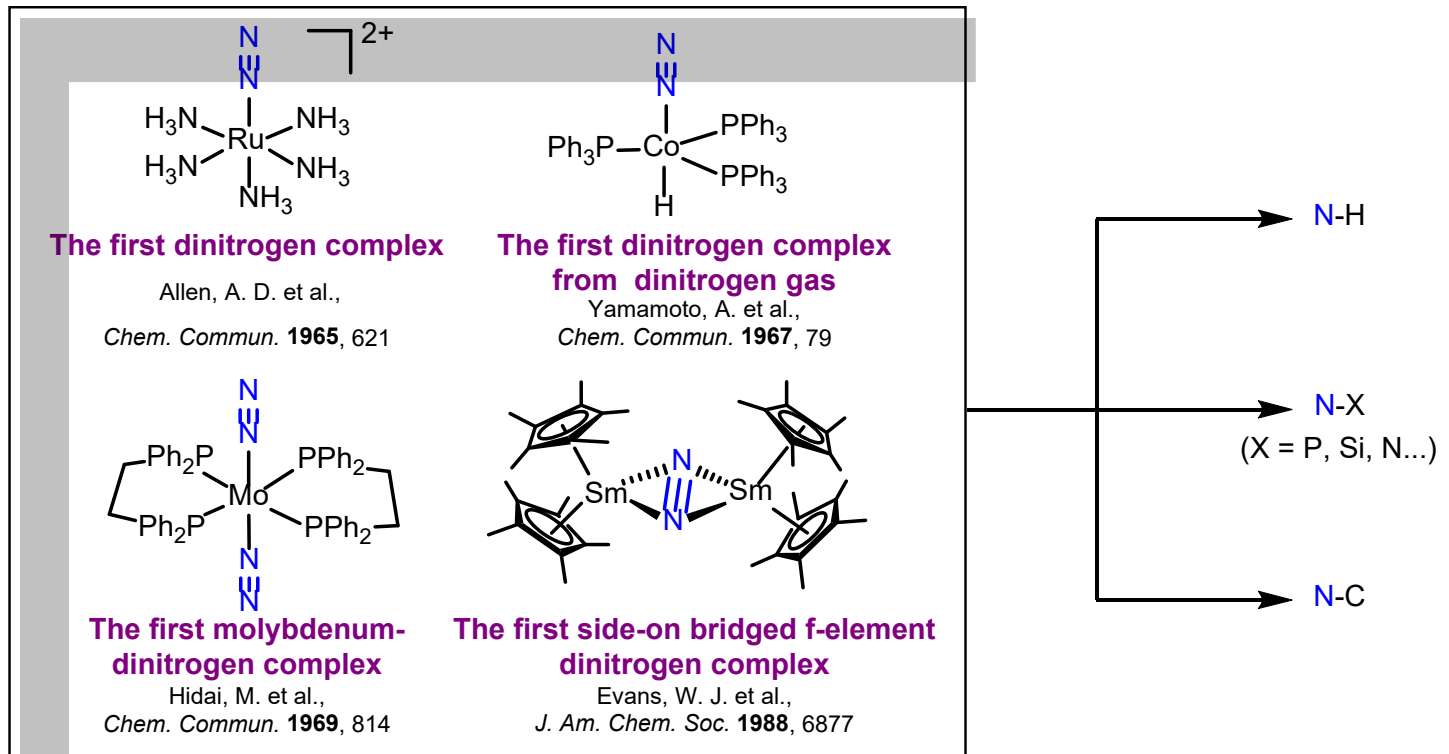 N
N
2+
H3N
NH3
Ru
H3N
NH3
NH3
The first dinitrogen complex
Allen, A. D. et al.,
Chem. Commun. 1965, 621
N
N
PPh3
Ph3P
Co
PPh3
H
The first dinitrogen complex
from dinitrogen gas
Yamamoto, A. et al.,
Chem. Commun. 1967, 79
N
N
Ph2P
PPh2
Mo
Ph2P
PPh2
N
N
The first molybdenum-
dinitrogen complex
Hidai, M. et al.,
Chem. Commun. 1969, 814
N
Sm
Sm
N
The first side-on bridged f-element
dinitrogen complex
Evans, W. J. et al.,
J. Am. Chem. Soc. 1988, 6877
N-H
N-X
(X = P, Si, N...)
N-C